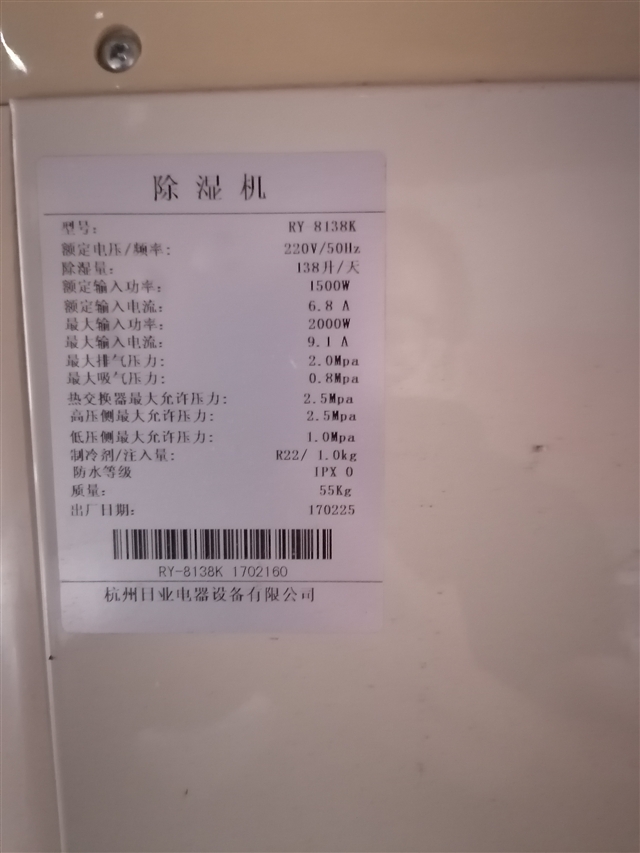 除湿机
型号: RY 8138K
额定电压/频率: 220V/50Hz
除湿量: 138升/天
额定输入功率: 1500W
额定输入电流: 6.8 A
最大输入功率: 2000W
最大输入电流: 9.1 A
最大排气压力: 2.0Mpa
最大吸气压力: 0.8Mpa
热交换器最大允许压力: 2.5Mpa
高压侧最大允许压力: 2.5Mpa
低压侧最大允许压力: 1.0Mpa
制冷剂/注入量: R22/ 1.0kg
防水等级 IPX 0
质量: 55Kg
出厂日期: 170225
RY-8138K 1702160
杭州日业电器设备有限公司